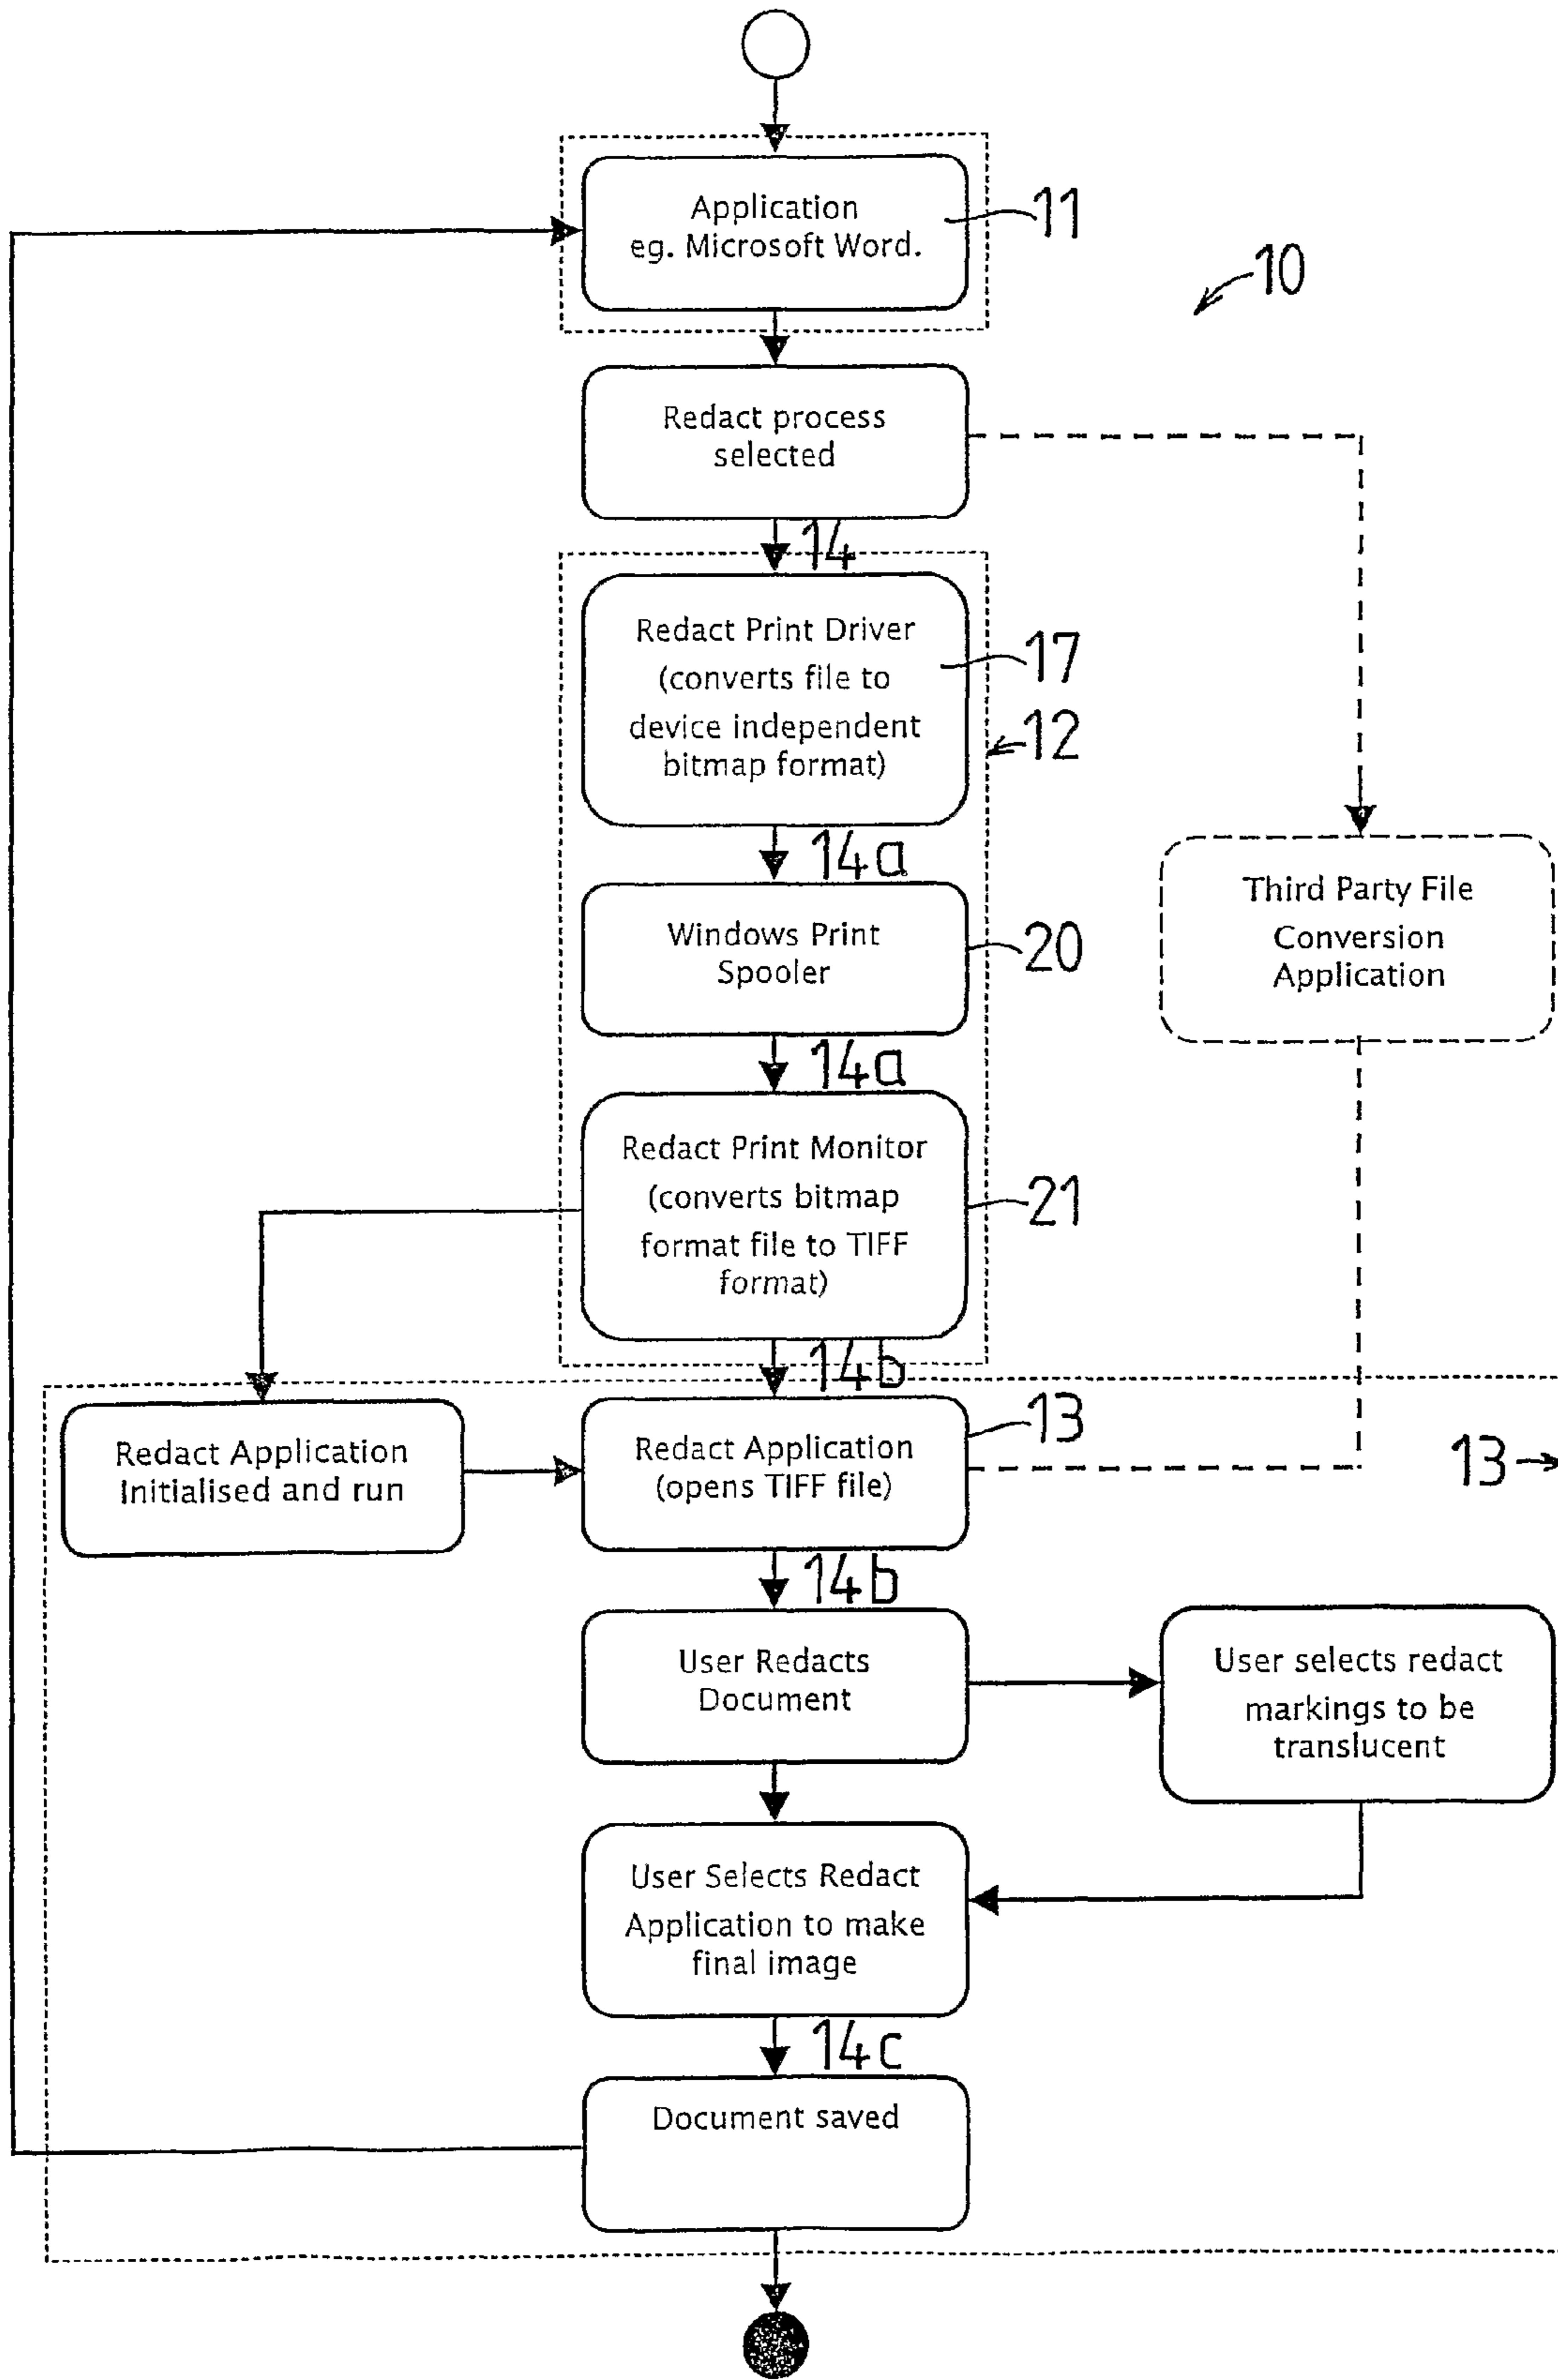 Application
eg. Microsoft Word.
11
10
Redact process
selected
14
Redact Print Driver
(converts file to
device independent
bitmap format)
17
12
14a
Windows Print
Spooler
20
Third Party File
Conversion
Application
14a
Redact Print Monitor
(converts bitmap
format file to TIFF
format)
21
14b
Redact Application
Initialised and run
Redact Application
(opens TIFF file)
13
13
14b
User Redacts
Document
User selects redact
markings to be
translucent
User Selects Redact
Application to make
final image
14c
Document saved